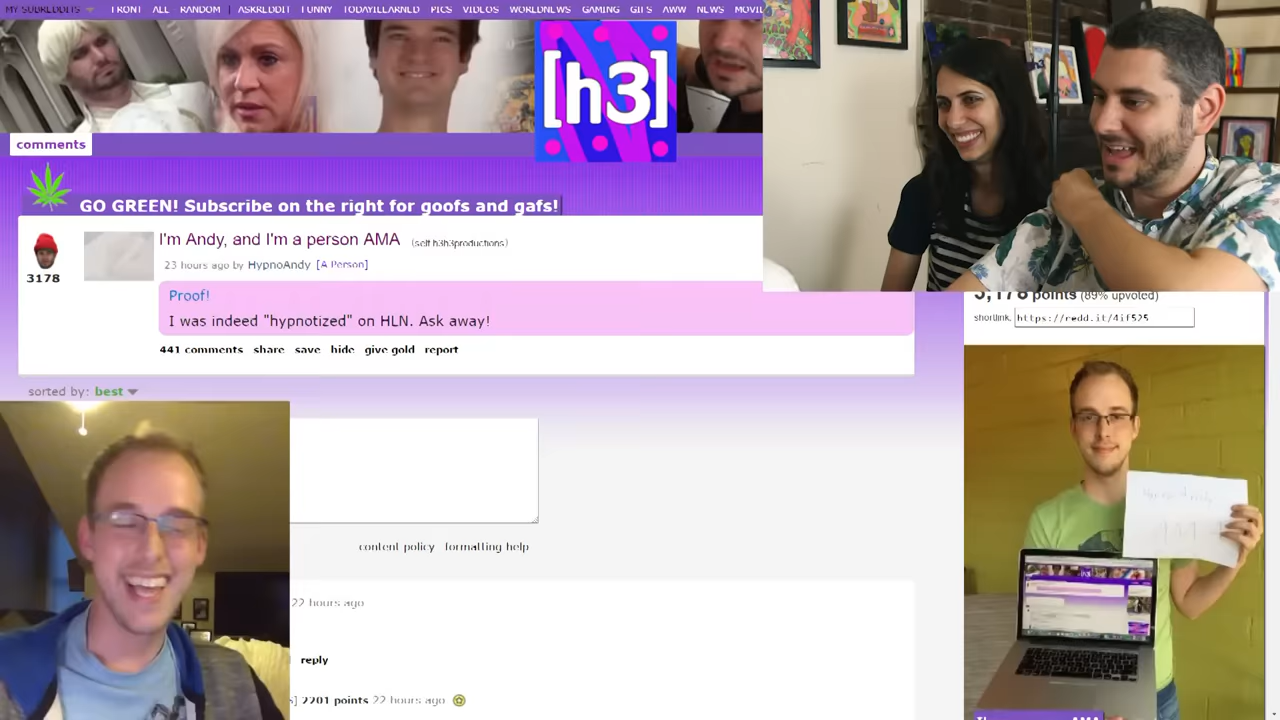 MY SUBREDDITS FRONT ALL RANDOM | ASKREDDIT FUNNY TODAYILEARNED PICS VIDEOS WORLDNEWS GAMING GIFS AWW NEWS MOVI
[h3]
comments
GO GREEN! Subscribe on the right for goofs and gafs!
I'm Andy, and I'm a person AMA (self.h3h3productions)
3178
23 hours ago by HypnoAndy [A Person]
Proof!
I was indeed "hypnotized" on HLN. Ask away!
441 comments share save hide give gold report
points (89% upvoted)
shortlink: https://redd.it/4if525
sorted by: best
content policy formatting help
22 hours ago
reply
2201 points 22 hours ago